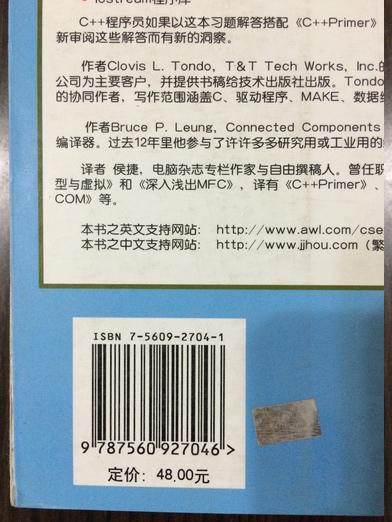 iostream程序库
C++程序员如果以这本习题解答搭配《C++Primer》
新审阅这些解答而有新的洞察。
作者Clovis L. Tondo, T&T Tech Works, Inc.的
公司为主要客户，并提供书稿给技术出版社出版。Tondo
的协同作者，写作范围涵盖C、驱动程序、MAKE、数据结
作者Bruce P. Leung, Connected Components
编译器。过去12年里他参与了许许多多研究用或工业用的
译者 侯捷，电脑杂志专栏作家与自由撰稿人。曾任职
型与虚拟》和《深入浅出MFC》，译有《C++Primer》、
COM》等。
本书之英文支持网站： http://www.awl.com/cse
本书之中文支持网站： http://www.jjhou.com（繁
ISBN 7-5609-2704-1
9 787560 927046 >
定价：48.00元